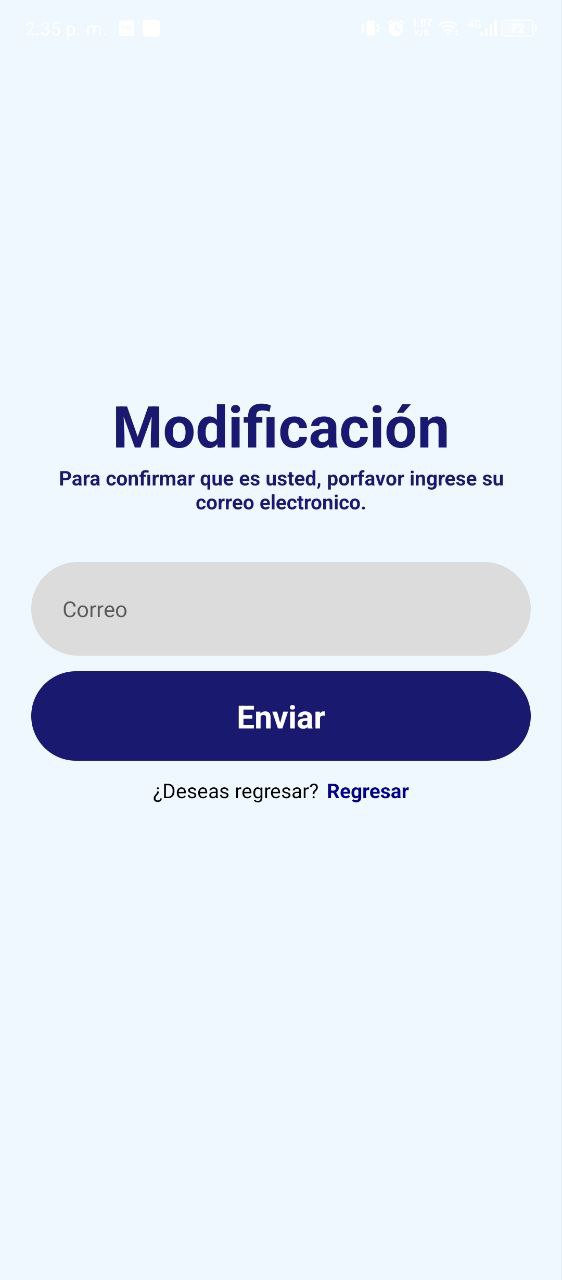 2:35 p. m.
Modificación
Para confirmar que es usted, porfavor ingrese su
correo electronico.
Correo
Enviar
¿Deseas regresar? Regresar